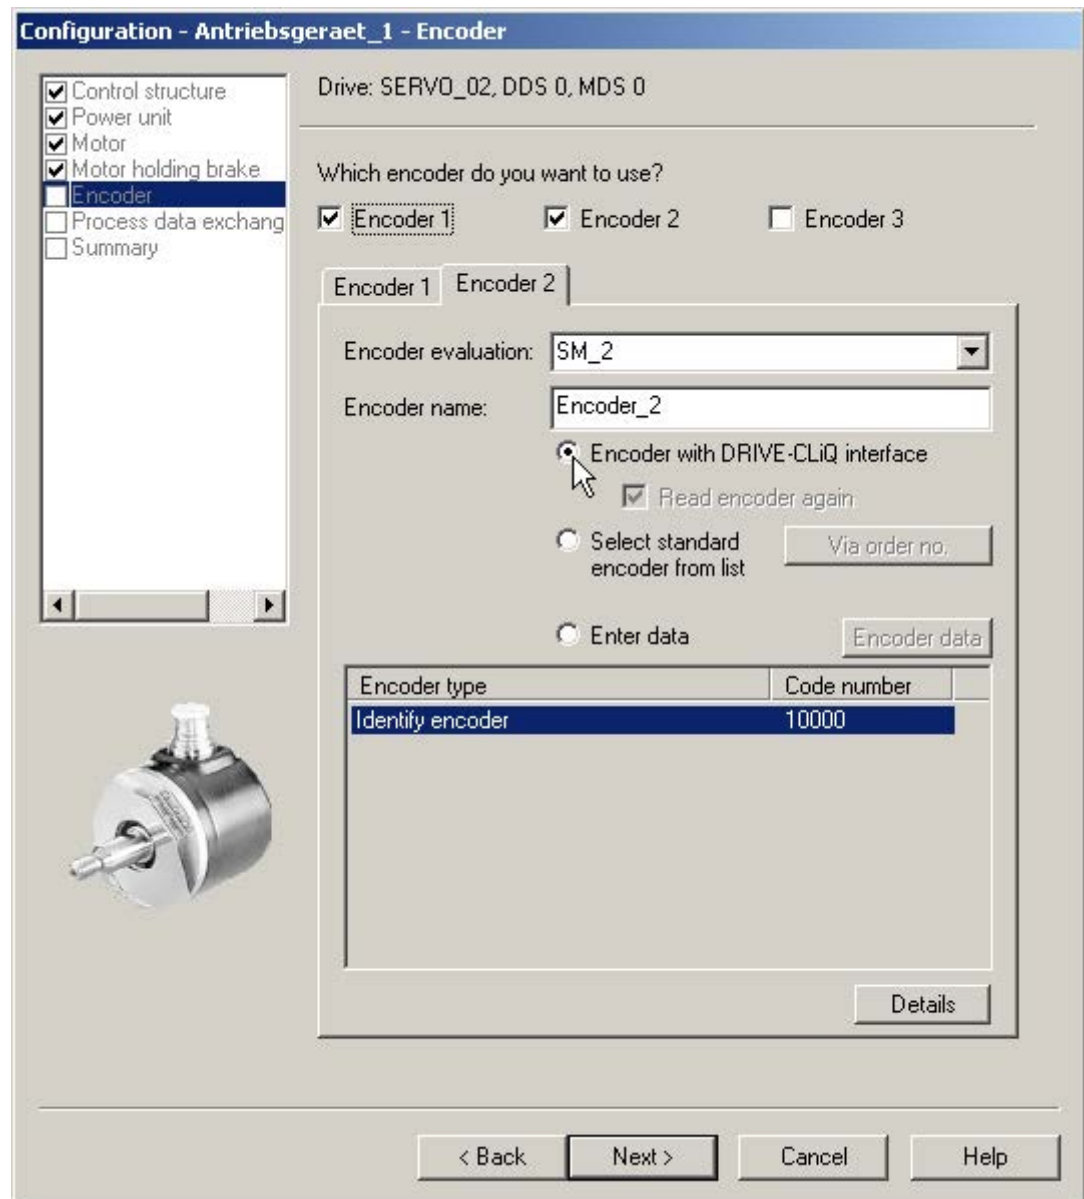 Configuration - Antriebsgeraet_1 - Encoder
Control structure
Power unit
Motor
Motor holding brake
Encoder
Process data exchang
Summary
Drive: SERVO_02, DDS 0, MDS 0
Which encoder do you want to use?
Encoder 1 Encoder 2 Encoder 3
Encoder 1 Encoder 2
Encoder evaluation: SM_2
Encoder name: Encoder_2
Encoder with DRIVE-CLiQ interface
Read encoder again
Select standard
encoder from list
Via order no.
Enter data Encoder data
Encoder type Code number
Identify encoder 10000
Details
< Back Next > Cancel Help